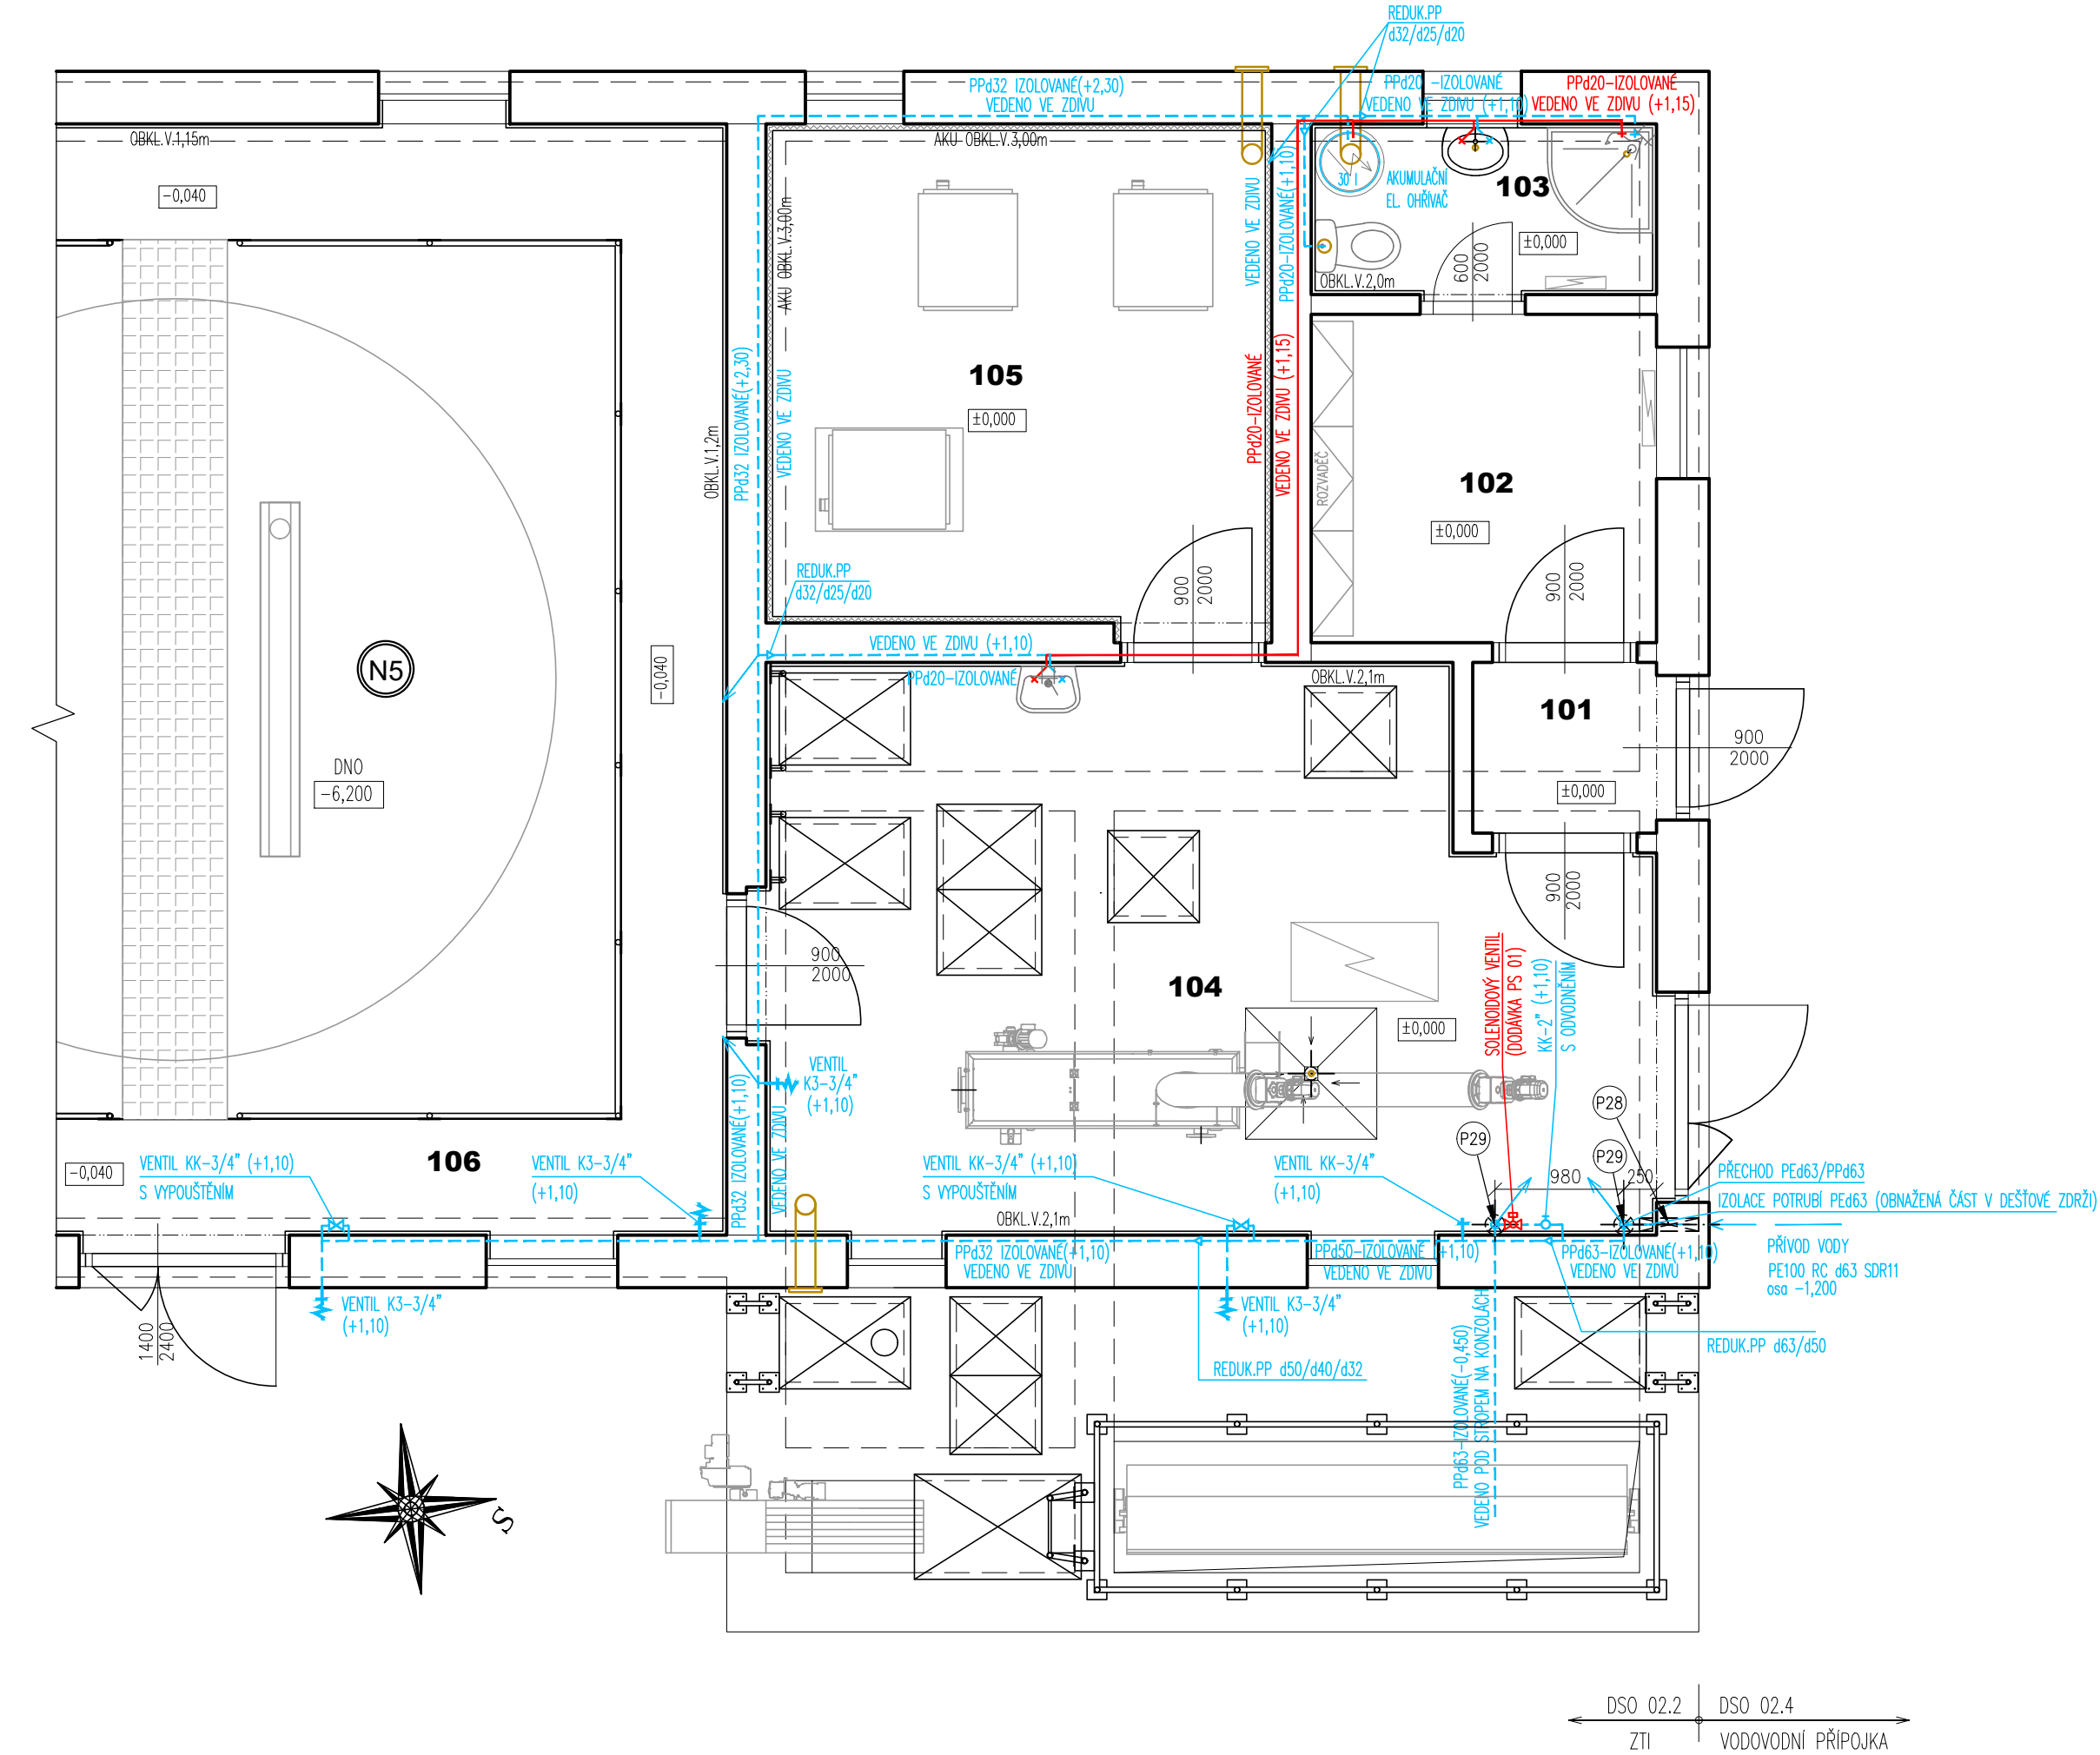 REDUK.PP
d32/d25/d20
PPd32 IZOLOVANÉ(+2,30)
VEDENO VE ZDIVU
PPd20 -IZOLOVANÉ
VEDENO VE ZDIVU (+1,10)
PPd20-IZOLOVANÉ
VEDENO VE ZDIVU (+1,15)
OBKL.V.1,15m
AKU OBKL.V.3,00m
-0,040
AKU OBKL.V.3,00m
VEDENO VE ZDIVU
PPd20-IZOLOVANÉ(+1,10)
30 l
AKUMULAČNÍ
EL. OHŘÍVAČ
103
±0,000
600
2000
OBKL.V.2,0m
PPd32 IZOLOVANÉ(+2,30)
VEDENO VE ZDIVU
OBKL.V.1,2m
105
±0,000
PPd20-IZOLOVANÉ
VEDENO VE ZDIVU (+1,15)
ROZVADĚČ
102
±0,000
900
2000
900
2000
REDUK.PP
d32/d25/d20
VEDENO VE ZDIVU (+1,10)
PPd20-IZOLOVANÉ
OBKL.V.2,1m
N5
-0,040
DNO
-6,200
101
900
2000
±0,000
900
2000
900
2000
104
±0,000
SOLENOIDOVÝ VENTIL
(DODÁVKA PS 01)
KK-2" (+1,10)
S ODVODNĚNÍM
VENTIL
K3-3/4"
(+1,10)
PPd32 IZOLOVANÉ(+1,10)
VEDENO VE ZDIVU
P28
P29
P29
980
250
106
-0,040
VENTIL KK-3/4" (+1,10)
S VYPOUŠTĚNÍM
VENTIL K3-3/4"
(+1,10)
VENTIL KK-3/4" (+1,10)
S VYPOUŠTĚNÍM
VENTIL KK-3/4"
(+1,10)
PŘECHOD PEd63/PPd63
IZOLACE POTRUBÍ PEd63 (OBNAŽENÁ ČÁST V DEŠŤOVÉ ZDRŽI)
OBKL.V.2,1m
PPd32 IZOLOVANÉ(+1,10)
VEDENO VE ZDIVU
PPd50-IZOLOVANÉ (+1,10)
VEDENO VE ZDIVU
PPd63-IZOLOVANÉ(+1,10)
VEDENO VE ZDIVU
PŘÍVOD VODY
PE100 RC d63 SDR11
osa -1,200
VENTIL K3-3/4"
(+1,10)
VENTIL K3-3/4"
(+1,10)
1400
2400
REDUK.PP d50/d40/d32
REDUK.PP d63/d50
PPd63-IZOLOVANÉ(-0,450)
VEDENO POD STROPEM NA KONZOLÁCH
S
DSO 02.2
DSO 02.4
ZTI
VODOVODNÍ PŘÍPOJKA